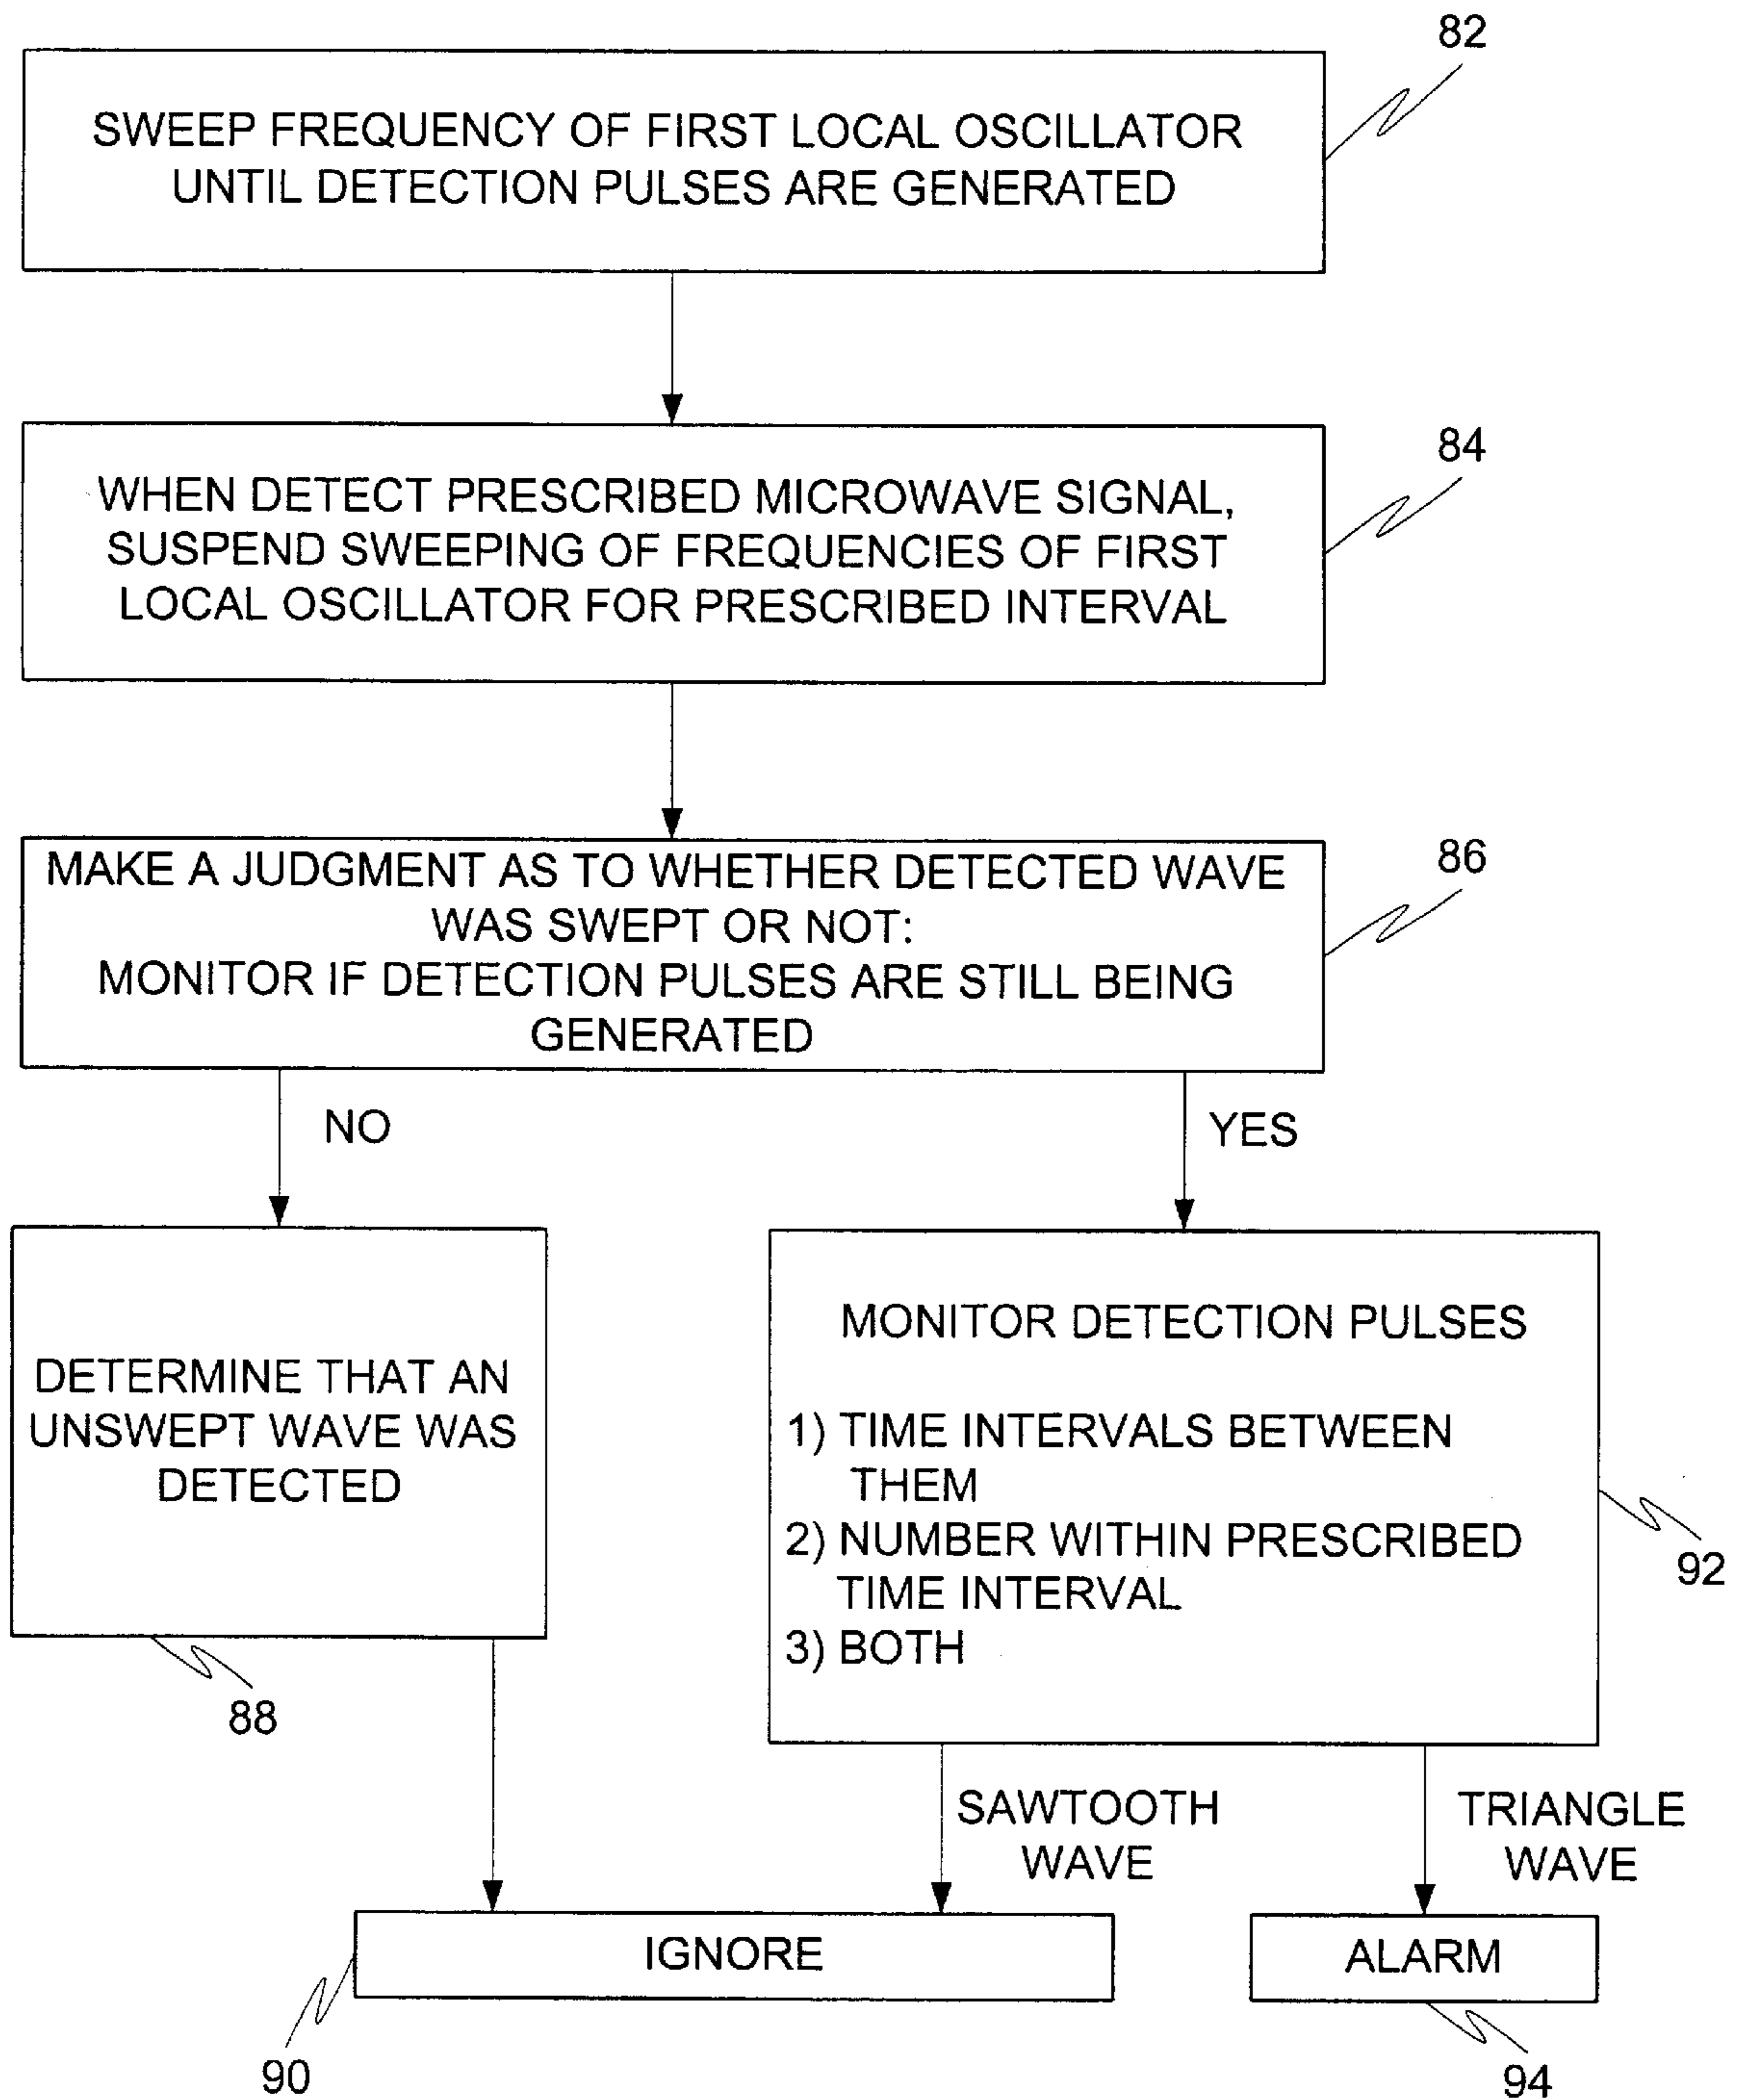 82
SWEEP FREQUENCY OF FIRST LOCAL OSCILLATOR
UNTIL DETECTION PULSES ARE GENERATED
84
WHEN DETECT PRESCRIBED MICROWAVE SIGNAL,
SUSPEND SWEEPING OF FREQUENCIES OF FIRST
LOCAL OSCILLATOR FOR PRESCRIBED INTERVAL
86
MAKE A JUDGMENT AS TO WHETHER DETECTED WAVE
WAS SWEPT OR NOT:
MONITOR IF DETECTION PULSES ARE STILL BEING
GENERATED
NO
YES
DETERMINE THAT AN
UNSWEPT WAVE WAS
DETECTED
88
MONITOR DETECTION PULSES
1) TIME INTERVALS BETWEEN
THEM
2) NUMBER WITHIN PRESCRIBED
TIME INTERVAL
3) BOTH
92
SAWTOOTH
WAVE
TRIANGLE
WAVE
IGNORE
ALARM
90
94